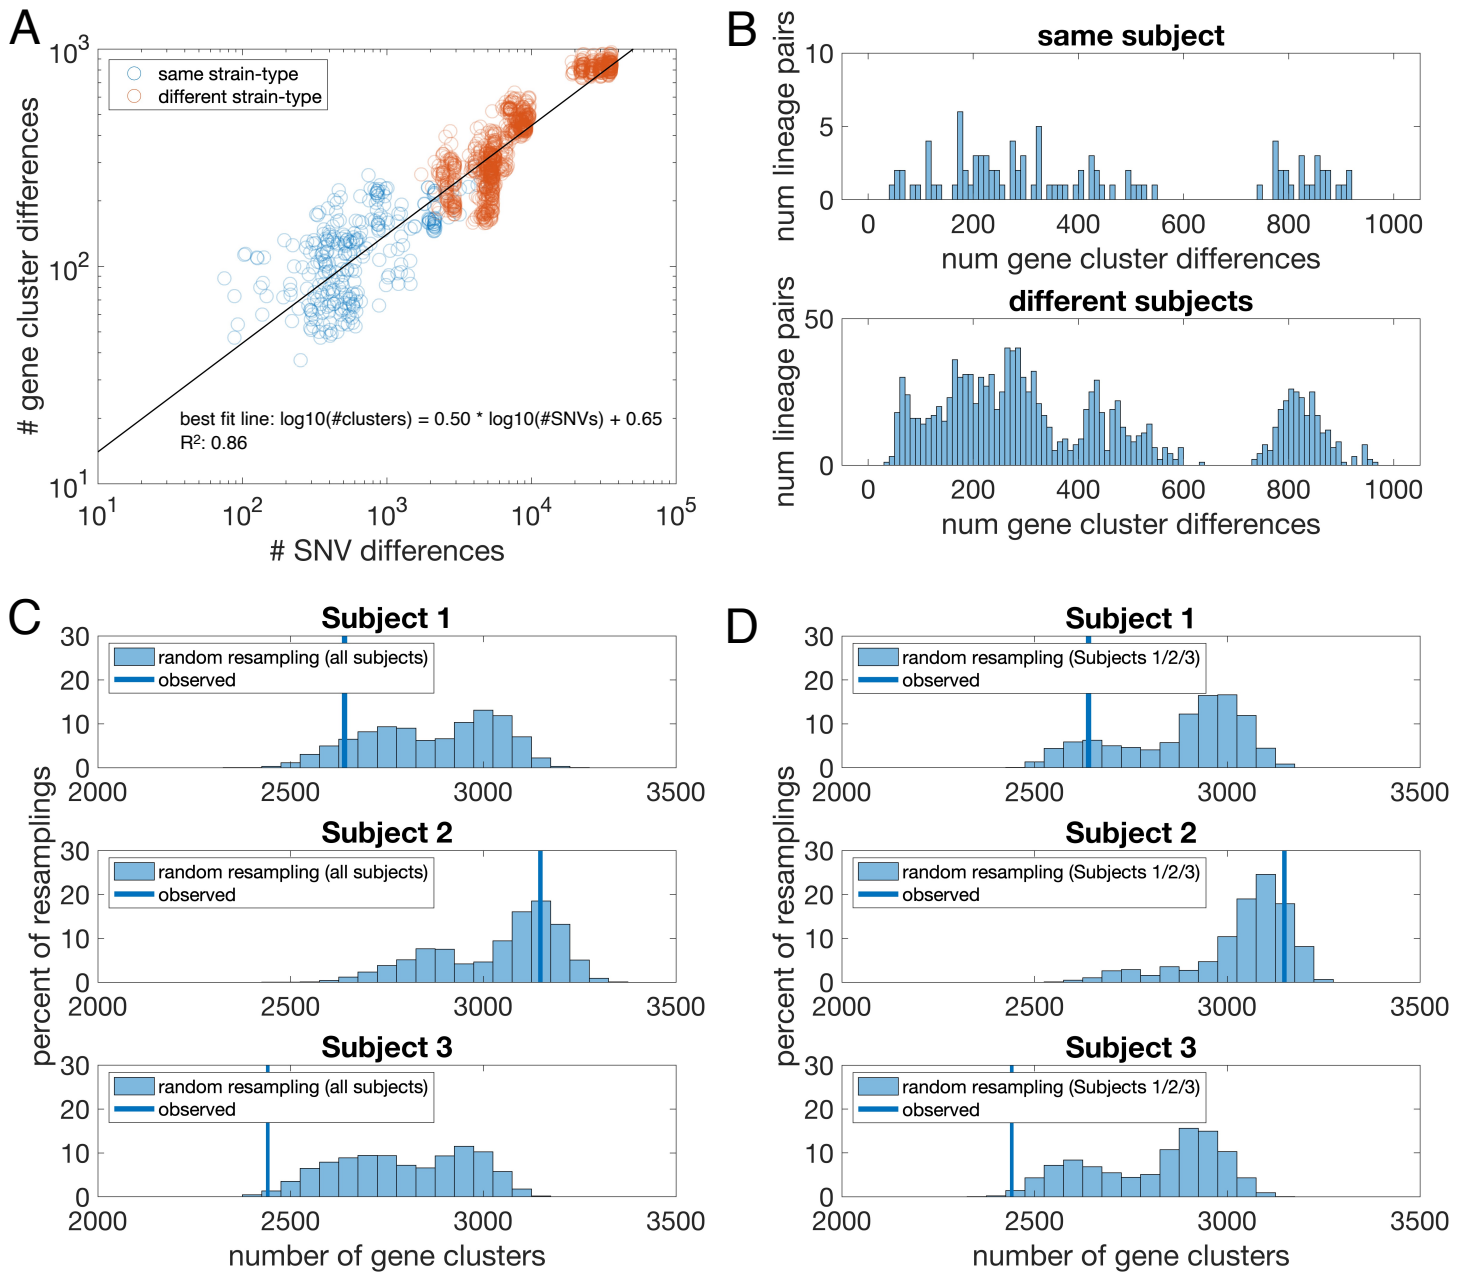 A
10³
10²
10¹
10¹ 10² 10³ 10⁴ 10⁵
# gene cluster differences
# SNV differences
same strain-type
different strain-type
best fit line: log10(#clusters) = 0.50 * log10(#SNVs) + 0.65
R²: 0.86
B
same subject
num lineage pairs
10
5
0
0 200 400 600 800 1000
num gene cluster differences
different subjects
num lineage pairs
50
0
0 200 400 600 800 1000
num gene cluster differences
C
percent of resamplings
Subject 1
30
20
10
0
random resampling (all subjects)
observed
2000 2500 3000 3500
Subject 2
30
20
10
0
random resampling (all subjects)
observed
2000 2500 3000 3500
Subject 3
30
20
10
0
random resampling (all subjects)
observed
2000 2500 3000 3500
number of gene clusters
D
percent of resamplings
Subject 1
30
20
10
0
random resampling (Subjects 1/2/3)
observed
2000 2500 3000 3500
Subject 2
30
20
10
0
random resampling (Subjects 1/2/3)
observed
2000 2500 3000 3500
Subject 3
30
20
10
0
random resampling (Subjects 1/2/3)
observed
2000 2500 3000 3500
number of gene clusters